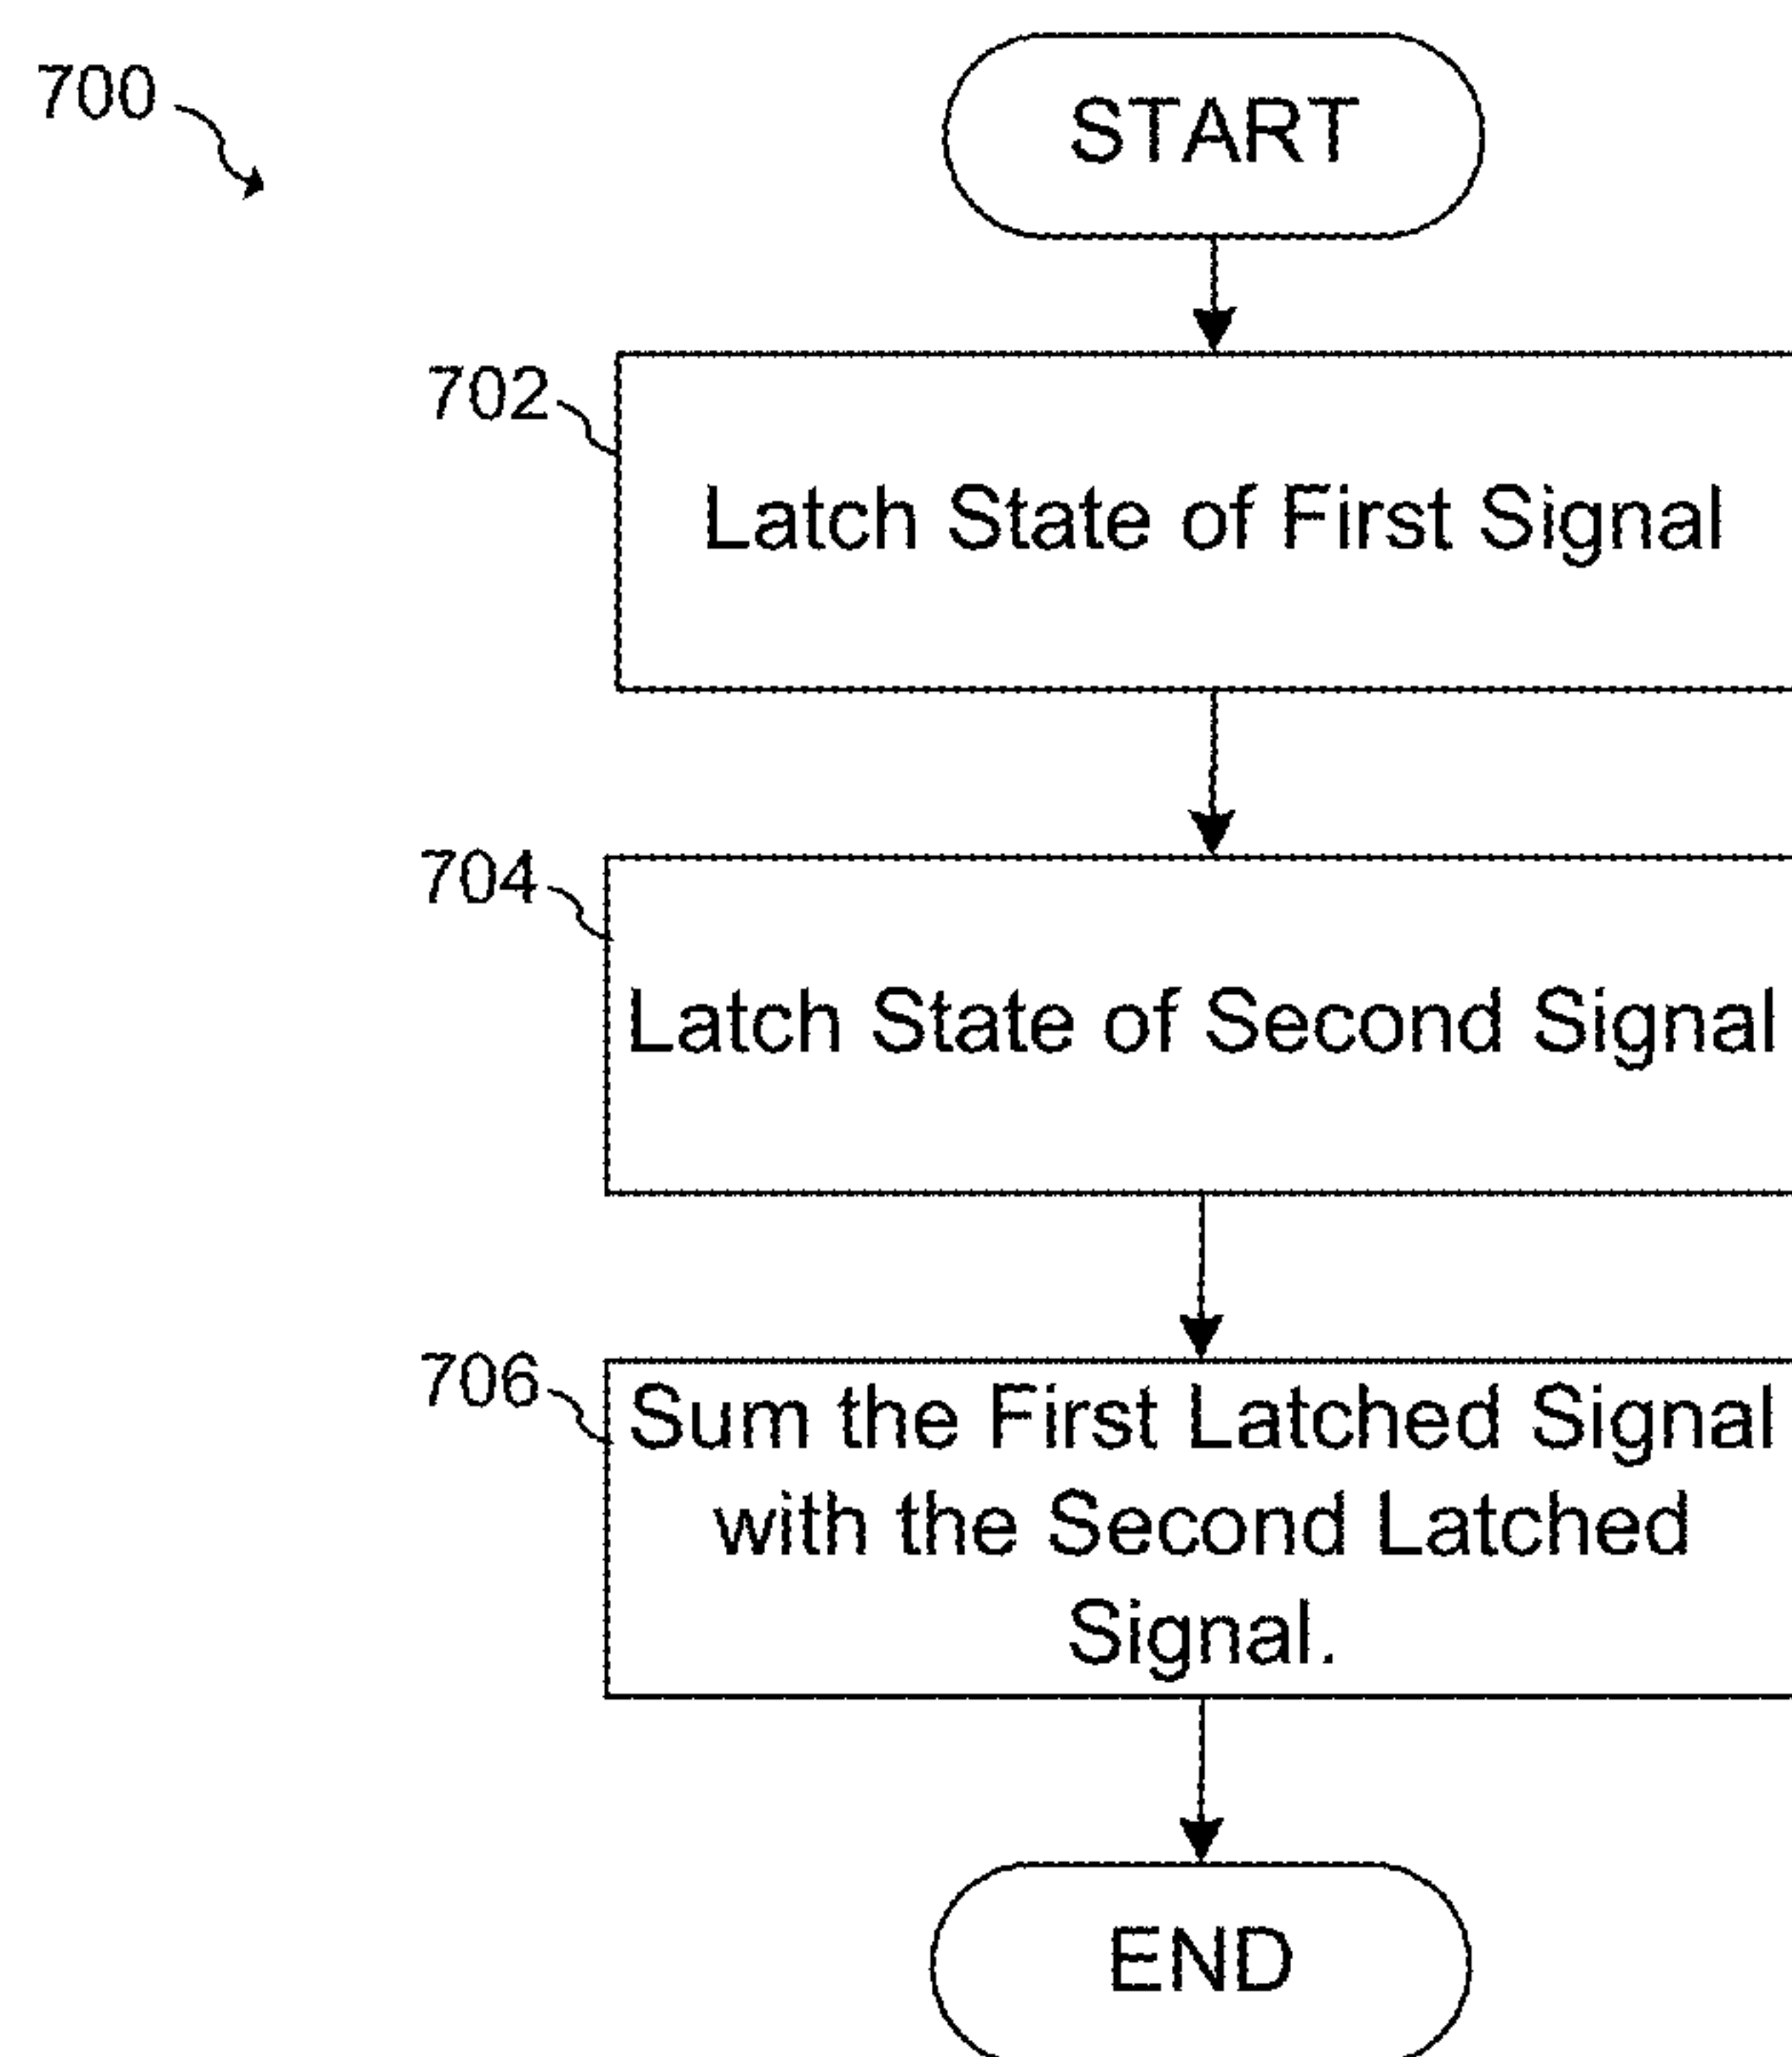 700
START
702
Latch State of First Signal
704
Latch State of Second Signal
706
Sum the First Latched Signal
with the Second Latched
Signal.
END